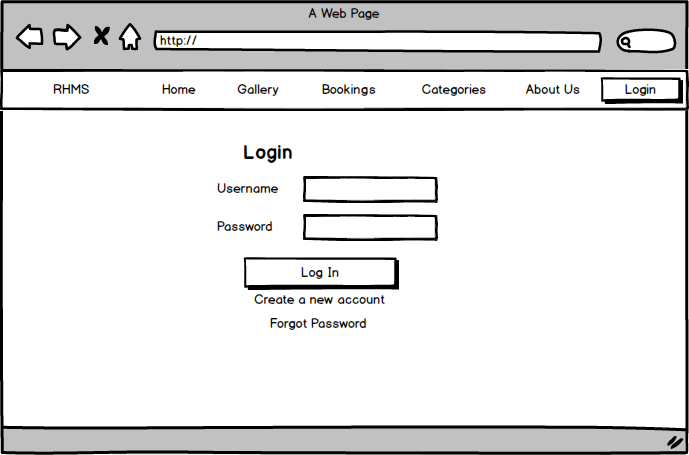 A Web Page
http://
RHMS Home Gallery Bookings Categories About Us Login
Login
Username
Password
Log In
Create a new account
Forgot Password